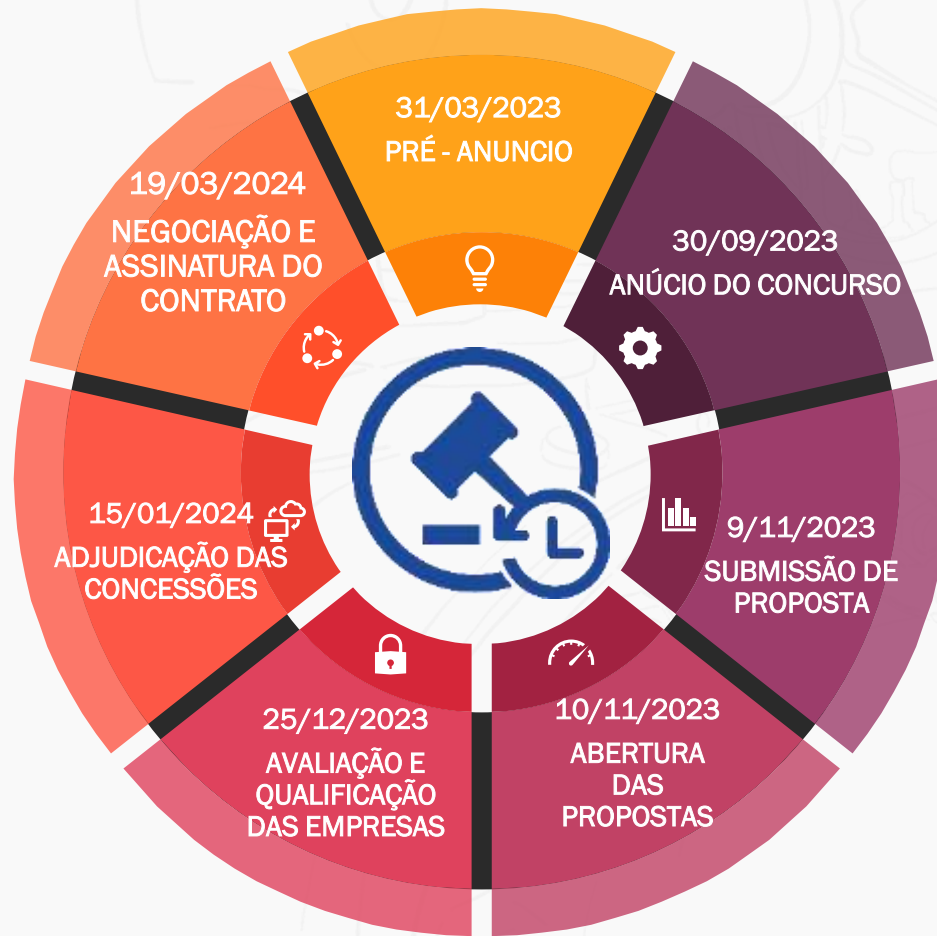 31/03/2023
PRÉ - ANUNCIO
30/09/2023
ANÚCIO DO CONCURSO
9/11/2023
SUBMISSÃO DE
PROPOSTA
10/11/2023
ABERTURA
DAS
PROPOSTAS
25/12/2023
AVALIAÇÃO E
QUALIFICAÇÃO
DAS EMPRESAS
15/01/2024
ADJUDICAÇÃO DAS
CONCESSÕES
19/03/2024
NEGOCIAÇÃO E
ASSINATURA DO
CONTRATO